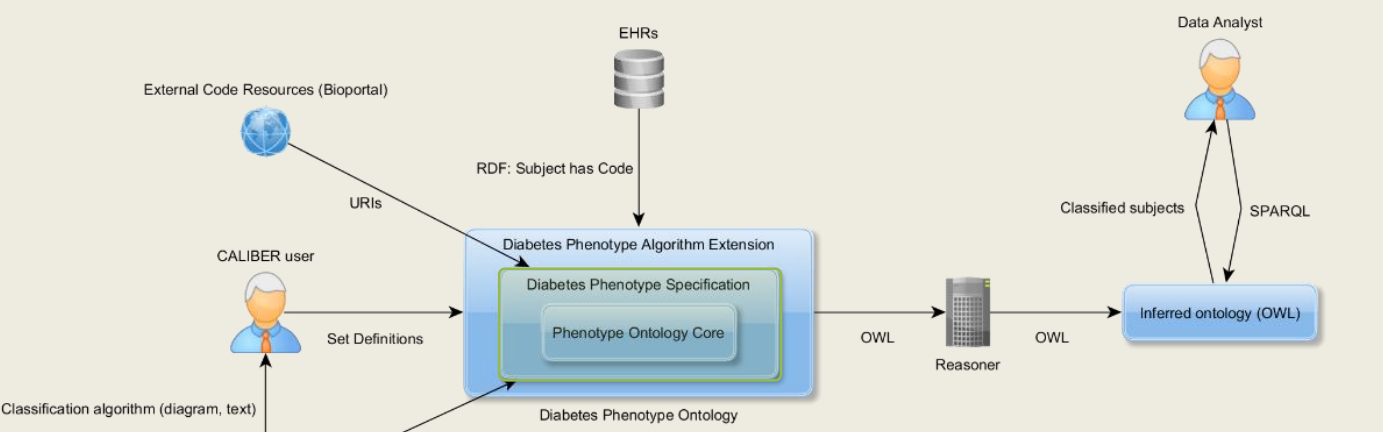 Data Analyst
EHRs
External Code Resources (Bioportal)
RDF: Subject has Code
URIs
Classified subjects
SPARQL
Diabetes Phenotype Algorithm Extension
CALIBER user
Diabetes Phenotype Specification
Inferred ontology (OWL)
Phenotype Ontology Core
Set Definitions
OWL
OWL
Reasoner
Classification algorithm (diagram, text)
Diabetes Phenotype Ontology